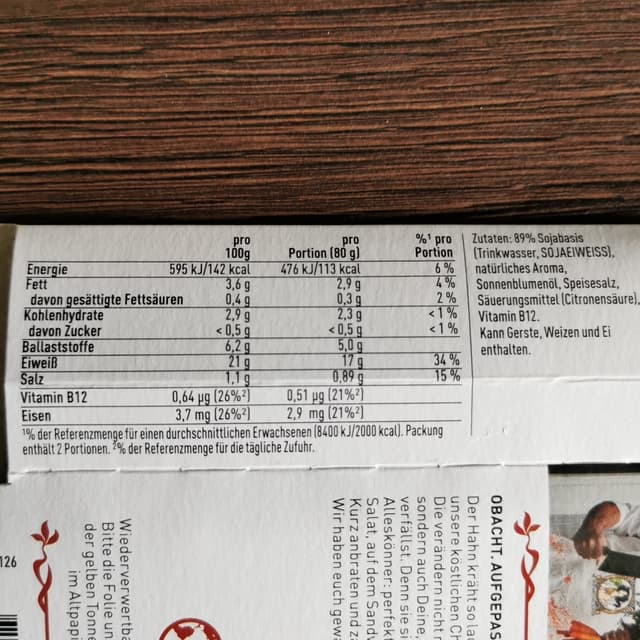 pro pro %¹ pro
100g Portion (80 g) Portion
Energie 595 kJ/142 kcal 476 kJ/113 kcal 6 %
Fett 3,6 g 2,9 g 4 %
davon gesättigte Fettsäuren 0,4 g 0,3 g 2 %
Kohlenhydrate 2,9 g 2,3 g <1 %
davon Zucker <0,5 g <0,5 g <1 %
Ballaststoffe 6,2 g 5,0 g
Eiweiß 21 g 17 g 34 %
Salz 1,1 g 0,89 g 15 %
Vitamin B12 0,64 µg (26%²) 0,51 µg (21%²)
Eisen 3,7 mg (26%²) 2,9 mg (21%²)
¹% der Referenzmenge für einen durchschnittlichen Erwachsenen (8400 kJ/2000 kcal). Packung
enthält 2 Portionen. ²% der Referenzmenge für die tägliche Zufuhr.
Zutaten: 89% Sojabasis
(Trinkwasser, SOJAEIWEISS),
natürliches Aroma,
Sonnenblumenöl, Speisesalz,
Säuerungsmittel (Citronensäure),
Vitamin B12.
Kann Gerste, Weizen und Ei
enthalten.
OBACHT. AUFGEPAS
Der Hahn kräht so la
unsere köstlichen H
Die verändern nicht
sondern auch Deine
verfällst. Denn sie si
Alleskönner: perfek
Salat, auf dem Sand
Kurz anbraten und
Wir haben euch gew
Wiederverwertba
Bitte die Folie un
der gelben Tonne
im Altpapi
126